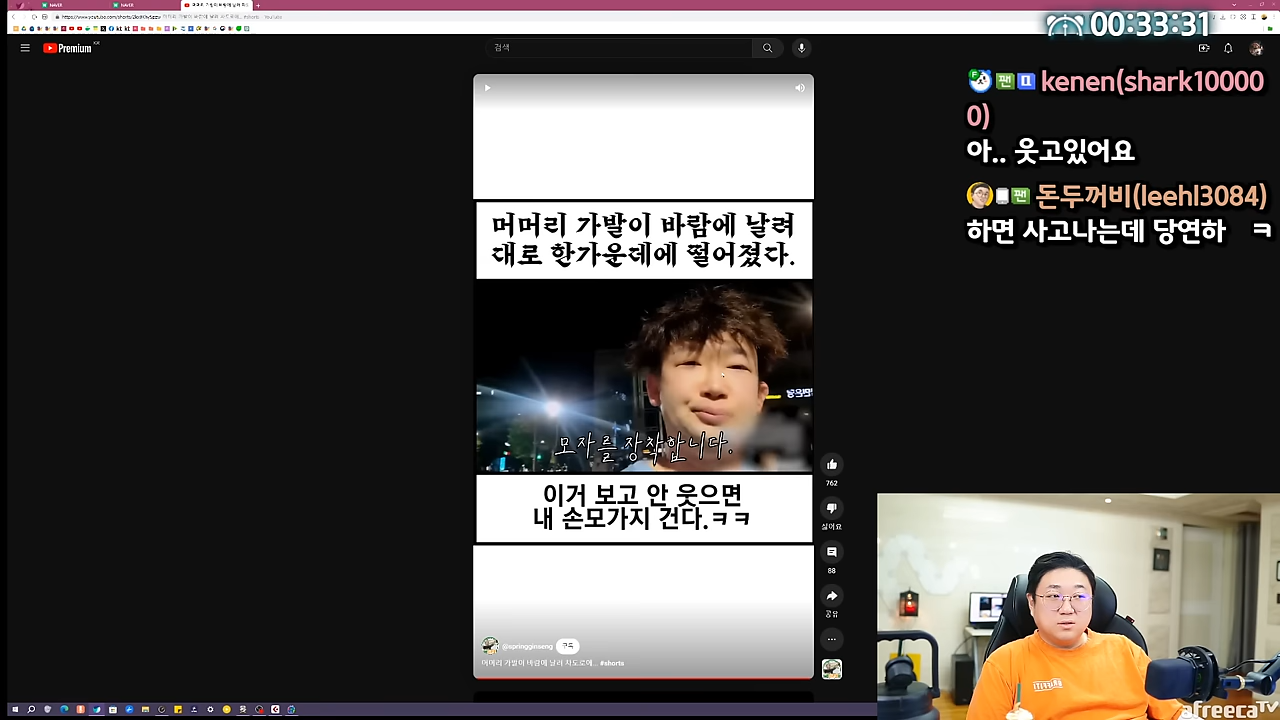 NAVER
NAVER
Premium
KR
검색
00:33:31
kenen(shark10000
0)
아.. 웃고있어요
돈두꺼비(leehl3084)
하면 사고나는데 당연하 ㅋ
머머리 가발이 바람에 날려
대로 한가운데에 떨어졌다.
모자를 장착합니다.
이거 보고 안 웃으면
내 손모가지 건다.ㅋㅋ
762
싫어요
88
공유
@springginseng
구독
머머리 가발이 바람에 날려 차도로에... #shorts
afreecaTV